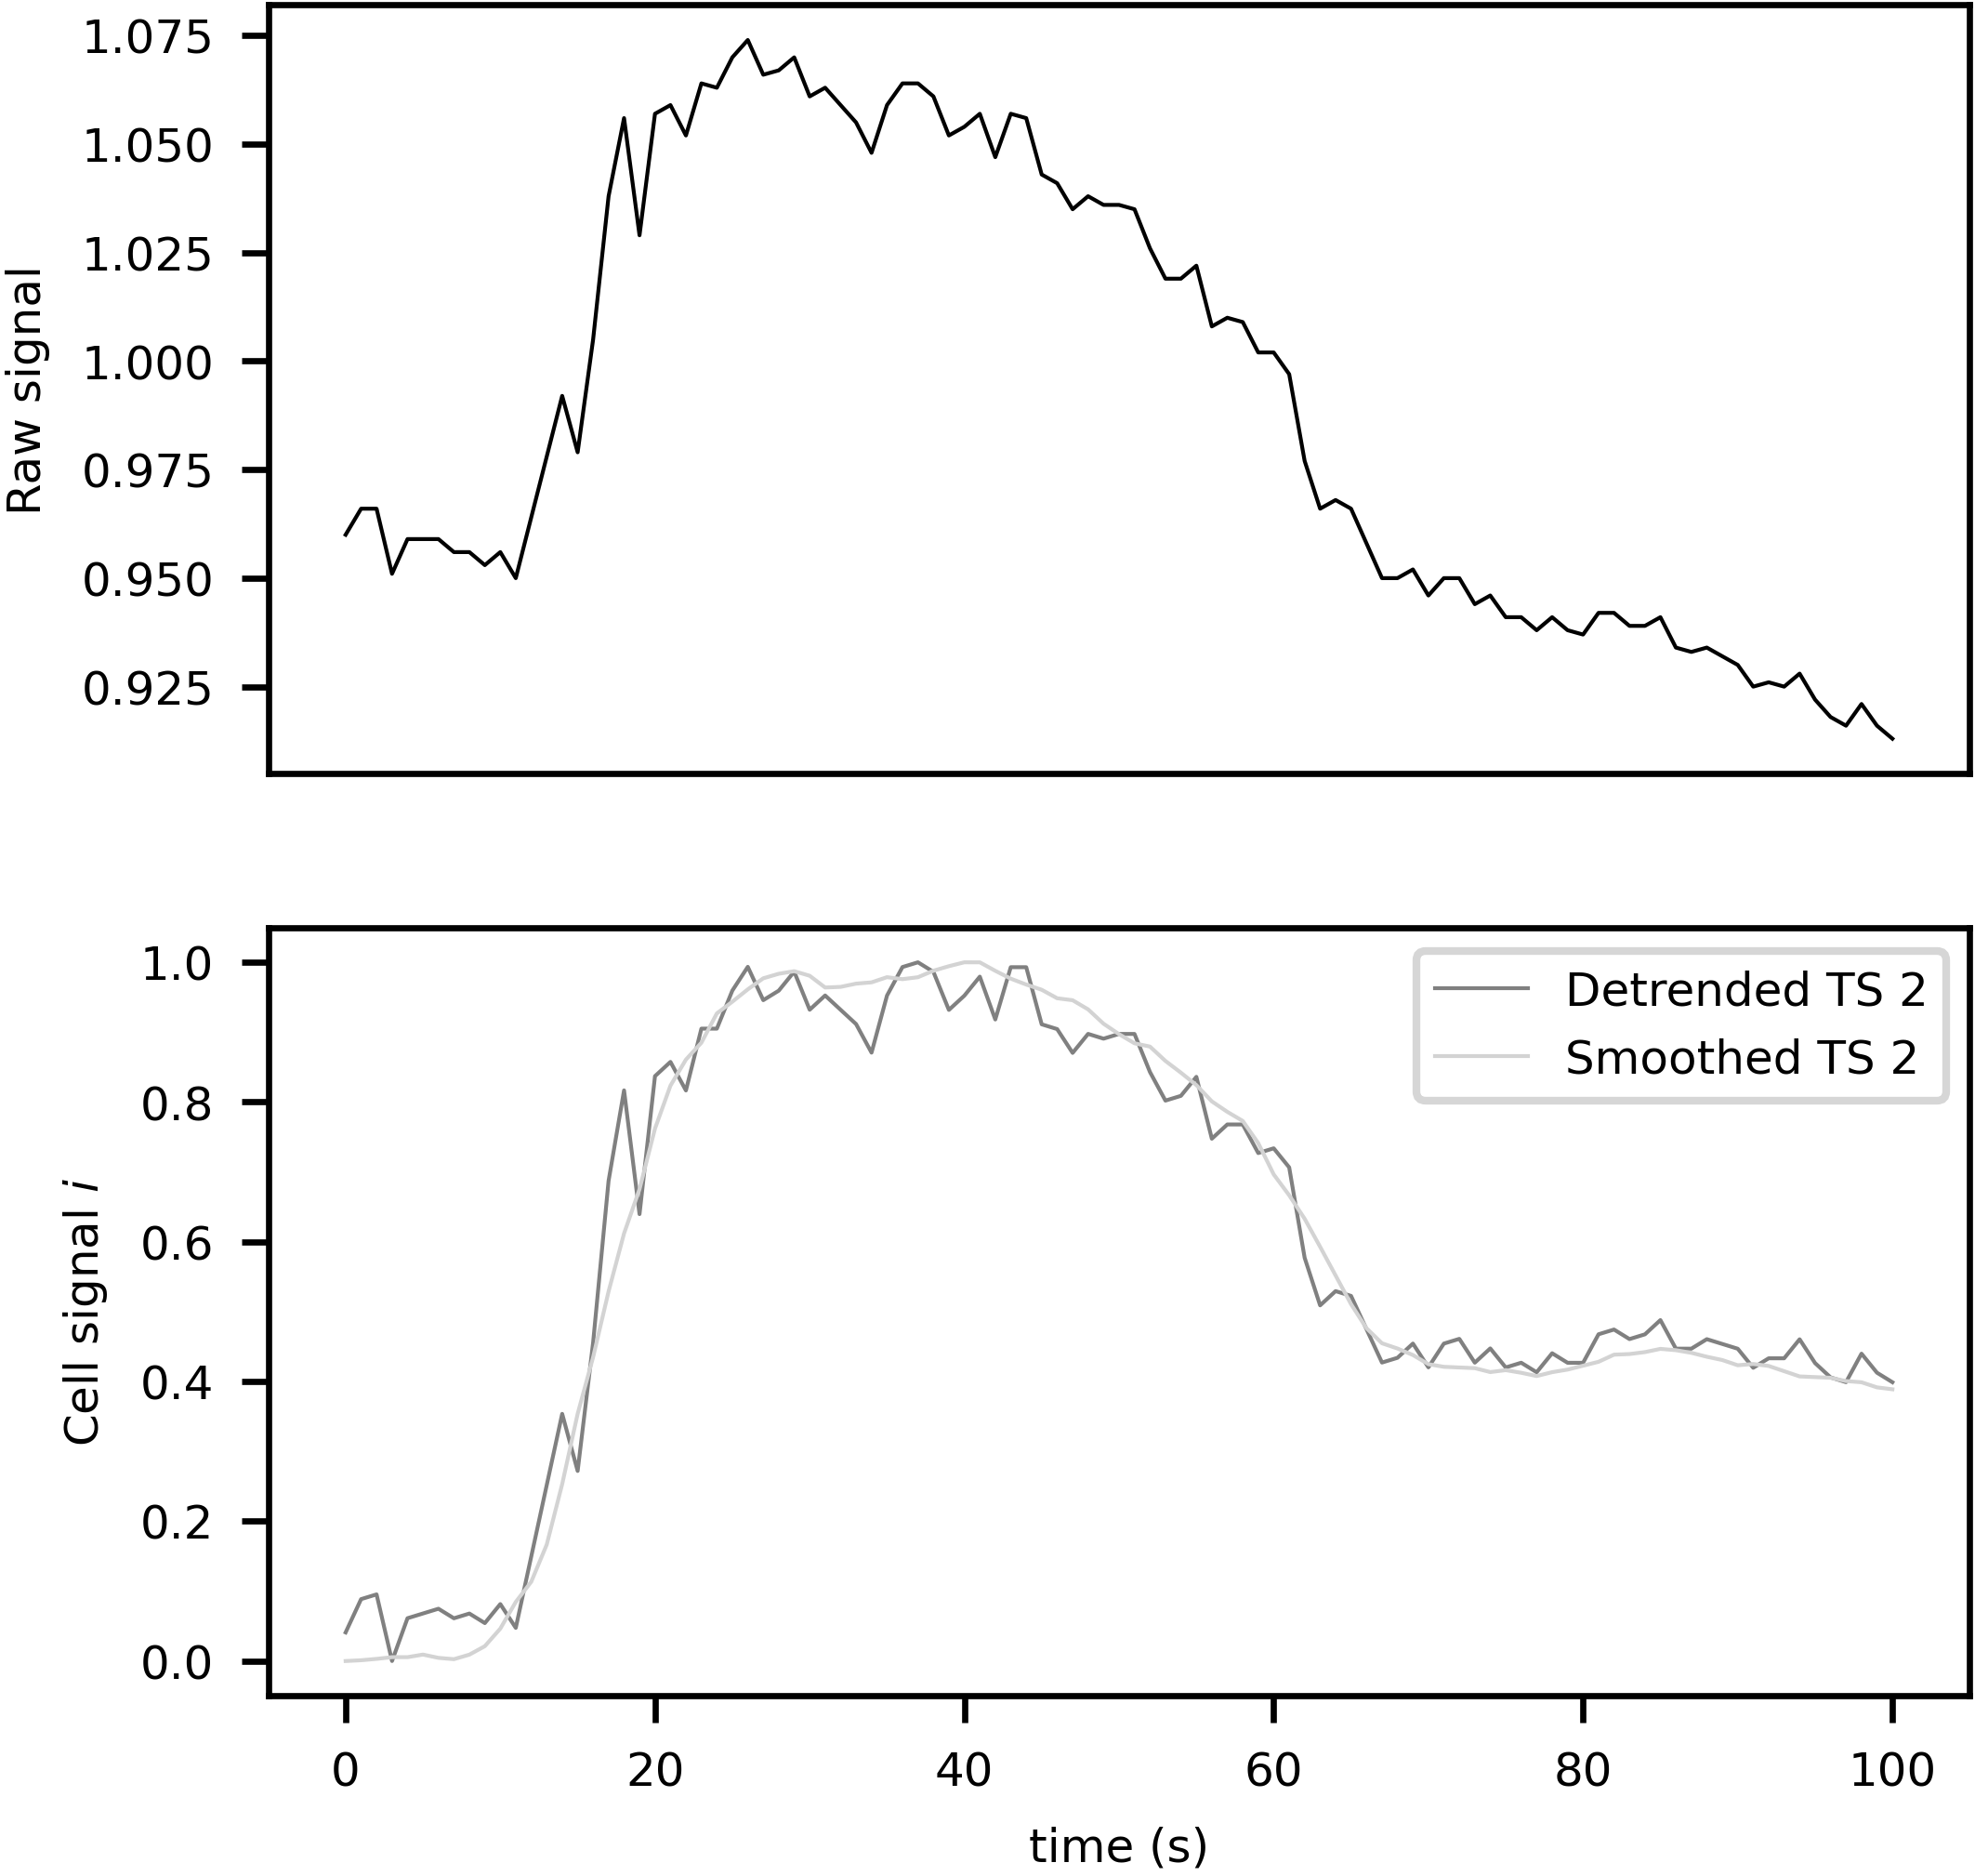 Raw signal
1.075
1.050
1.025
1.000
0.975
0.950
0.925
Cell signal i
1.0
0.8
0.6
0.4
0.2
0.0
Detrended TS 2
Smoothed TS 2
0 20 40 60 80 100
time (s)